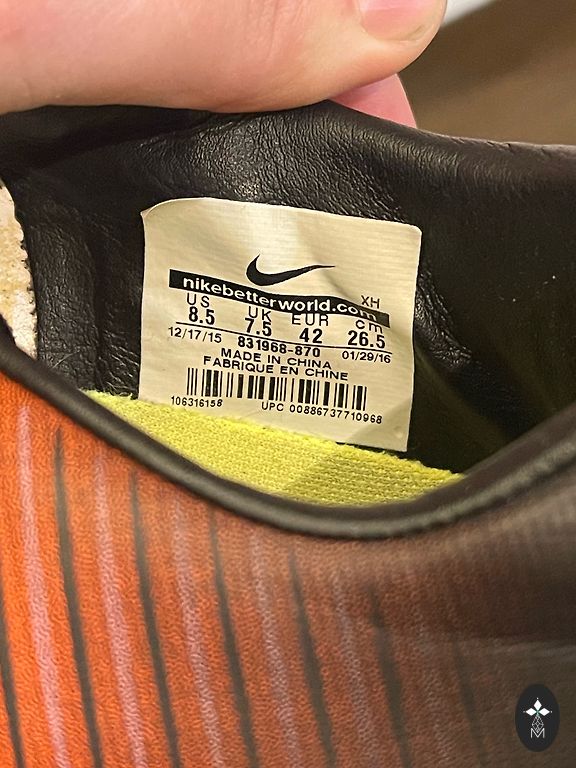 nikebetterworld.com
XH
US UK EUR cm
8.5 7.5 42 26.5
12/17/15 831968-870 01/29/16
MADE IN CHINA
FABRIQUE EN CHINE
106316158 UPC 00886737710968
M